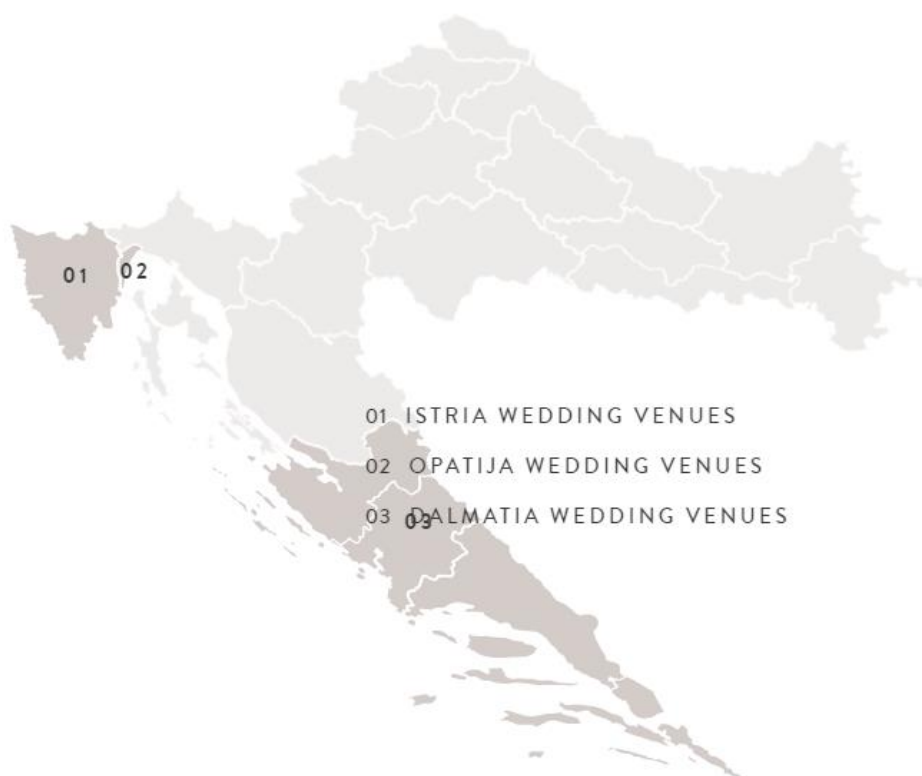 01 02
01 ISTRIA WEDDING VENUES
02 OPATIJA WEDDING VENUES
03 DALMATIA WEDDING VENUES
03